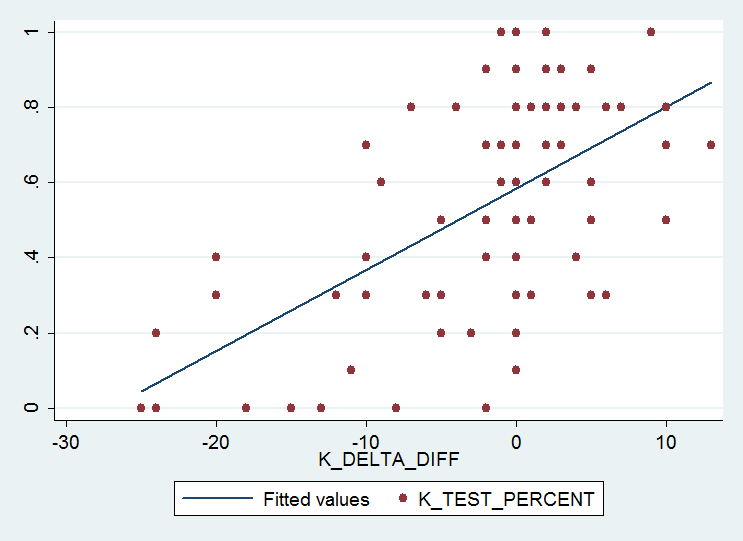 1
.8
.6
.4
.2
0
-30 -20 -10 0 10
K_DELTA_DIFF
Fitted values K_TEST_PERCENT